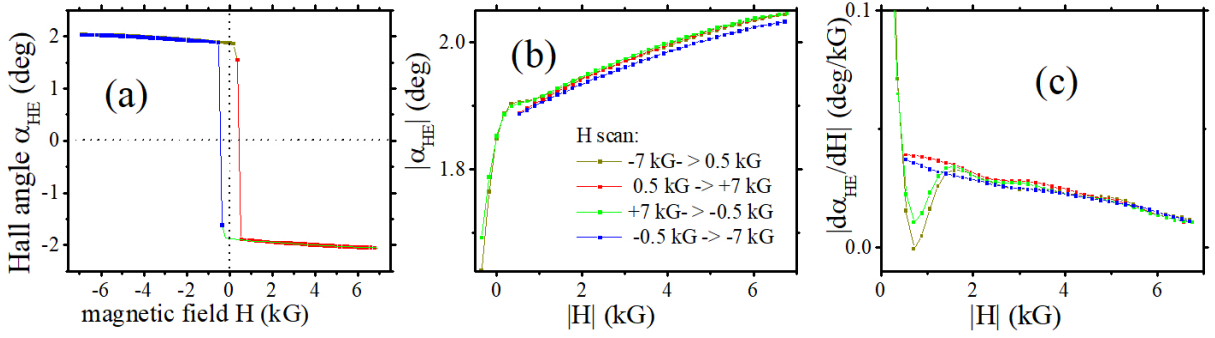 (a)
Hall angle α_HE (deg)
2
1
0
-1
-2
-6 -4 -2 0 2 4 6
magnetic field H (kG)
(b)
|α_HE| (deg)
2.0
1.8
H scan:
-7 kG- > 0.5 kG
0.5 kG -> +7 kG
+7 kG- > -0.5 kG
-0.5 kG -> -7 kG
0 2 4 6
|H| (kG)
(c)
|dα_HE/dH| (deg/kG)
0.1
0.0
0 2 4 6
|H| (kG)